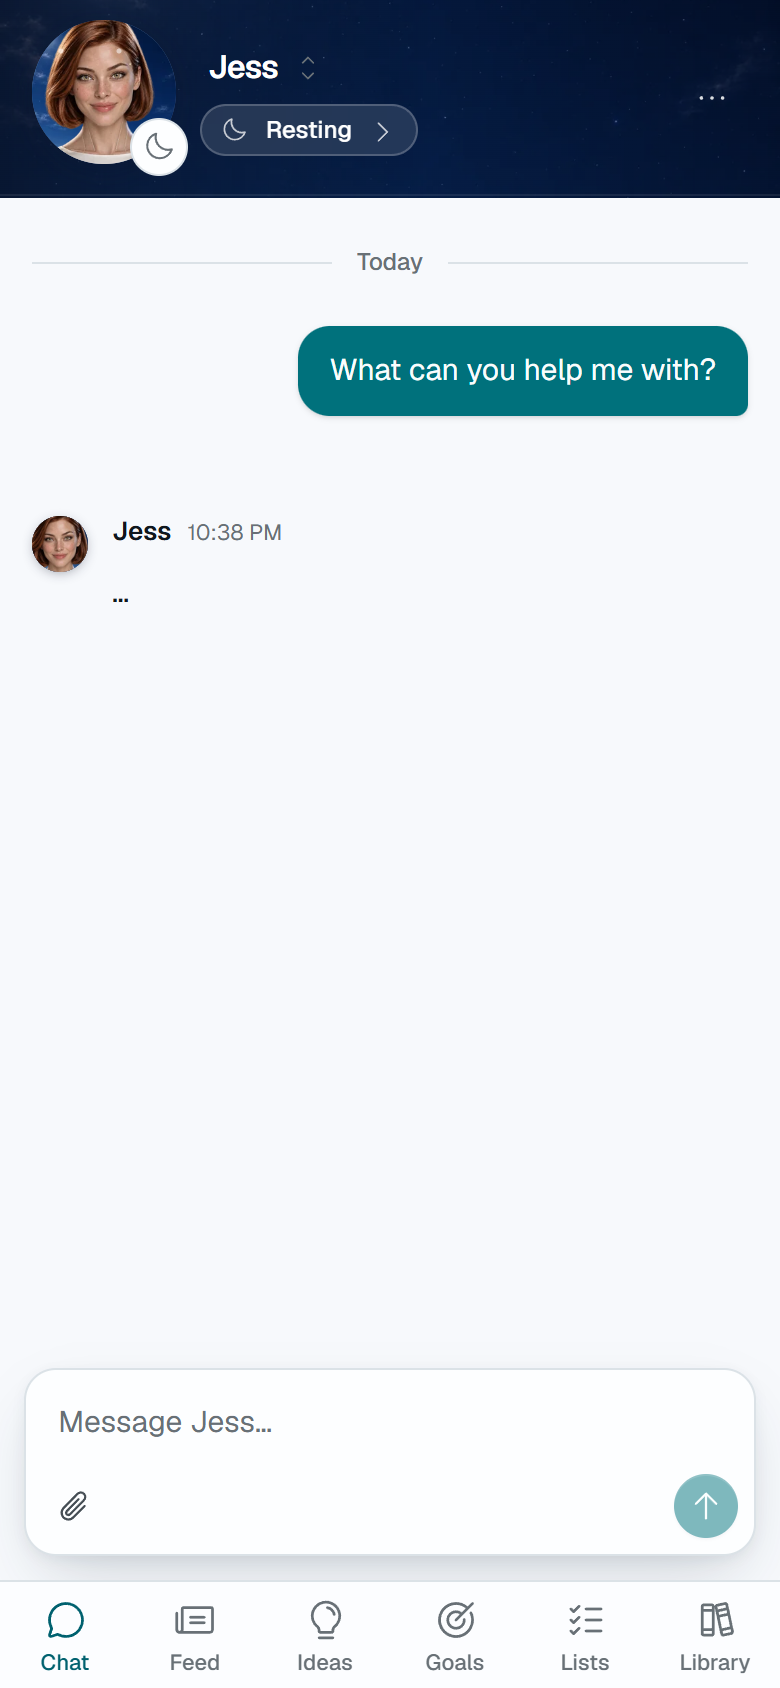 Jess
Resting
Today
What can you help me with?
Jess 10:38 PM
...
Message Jess...
Chat
Feed
Ideas
Goals
Lists
Library